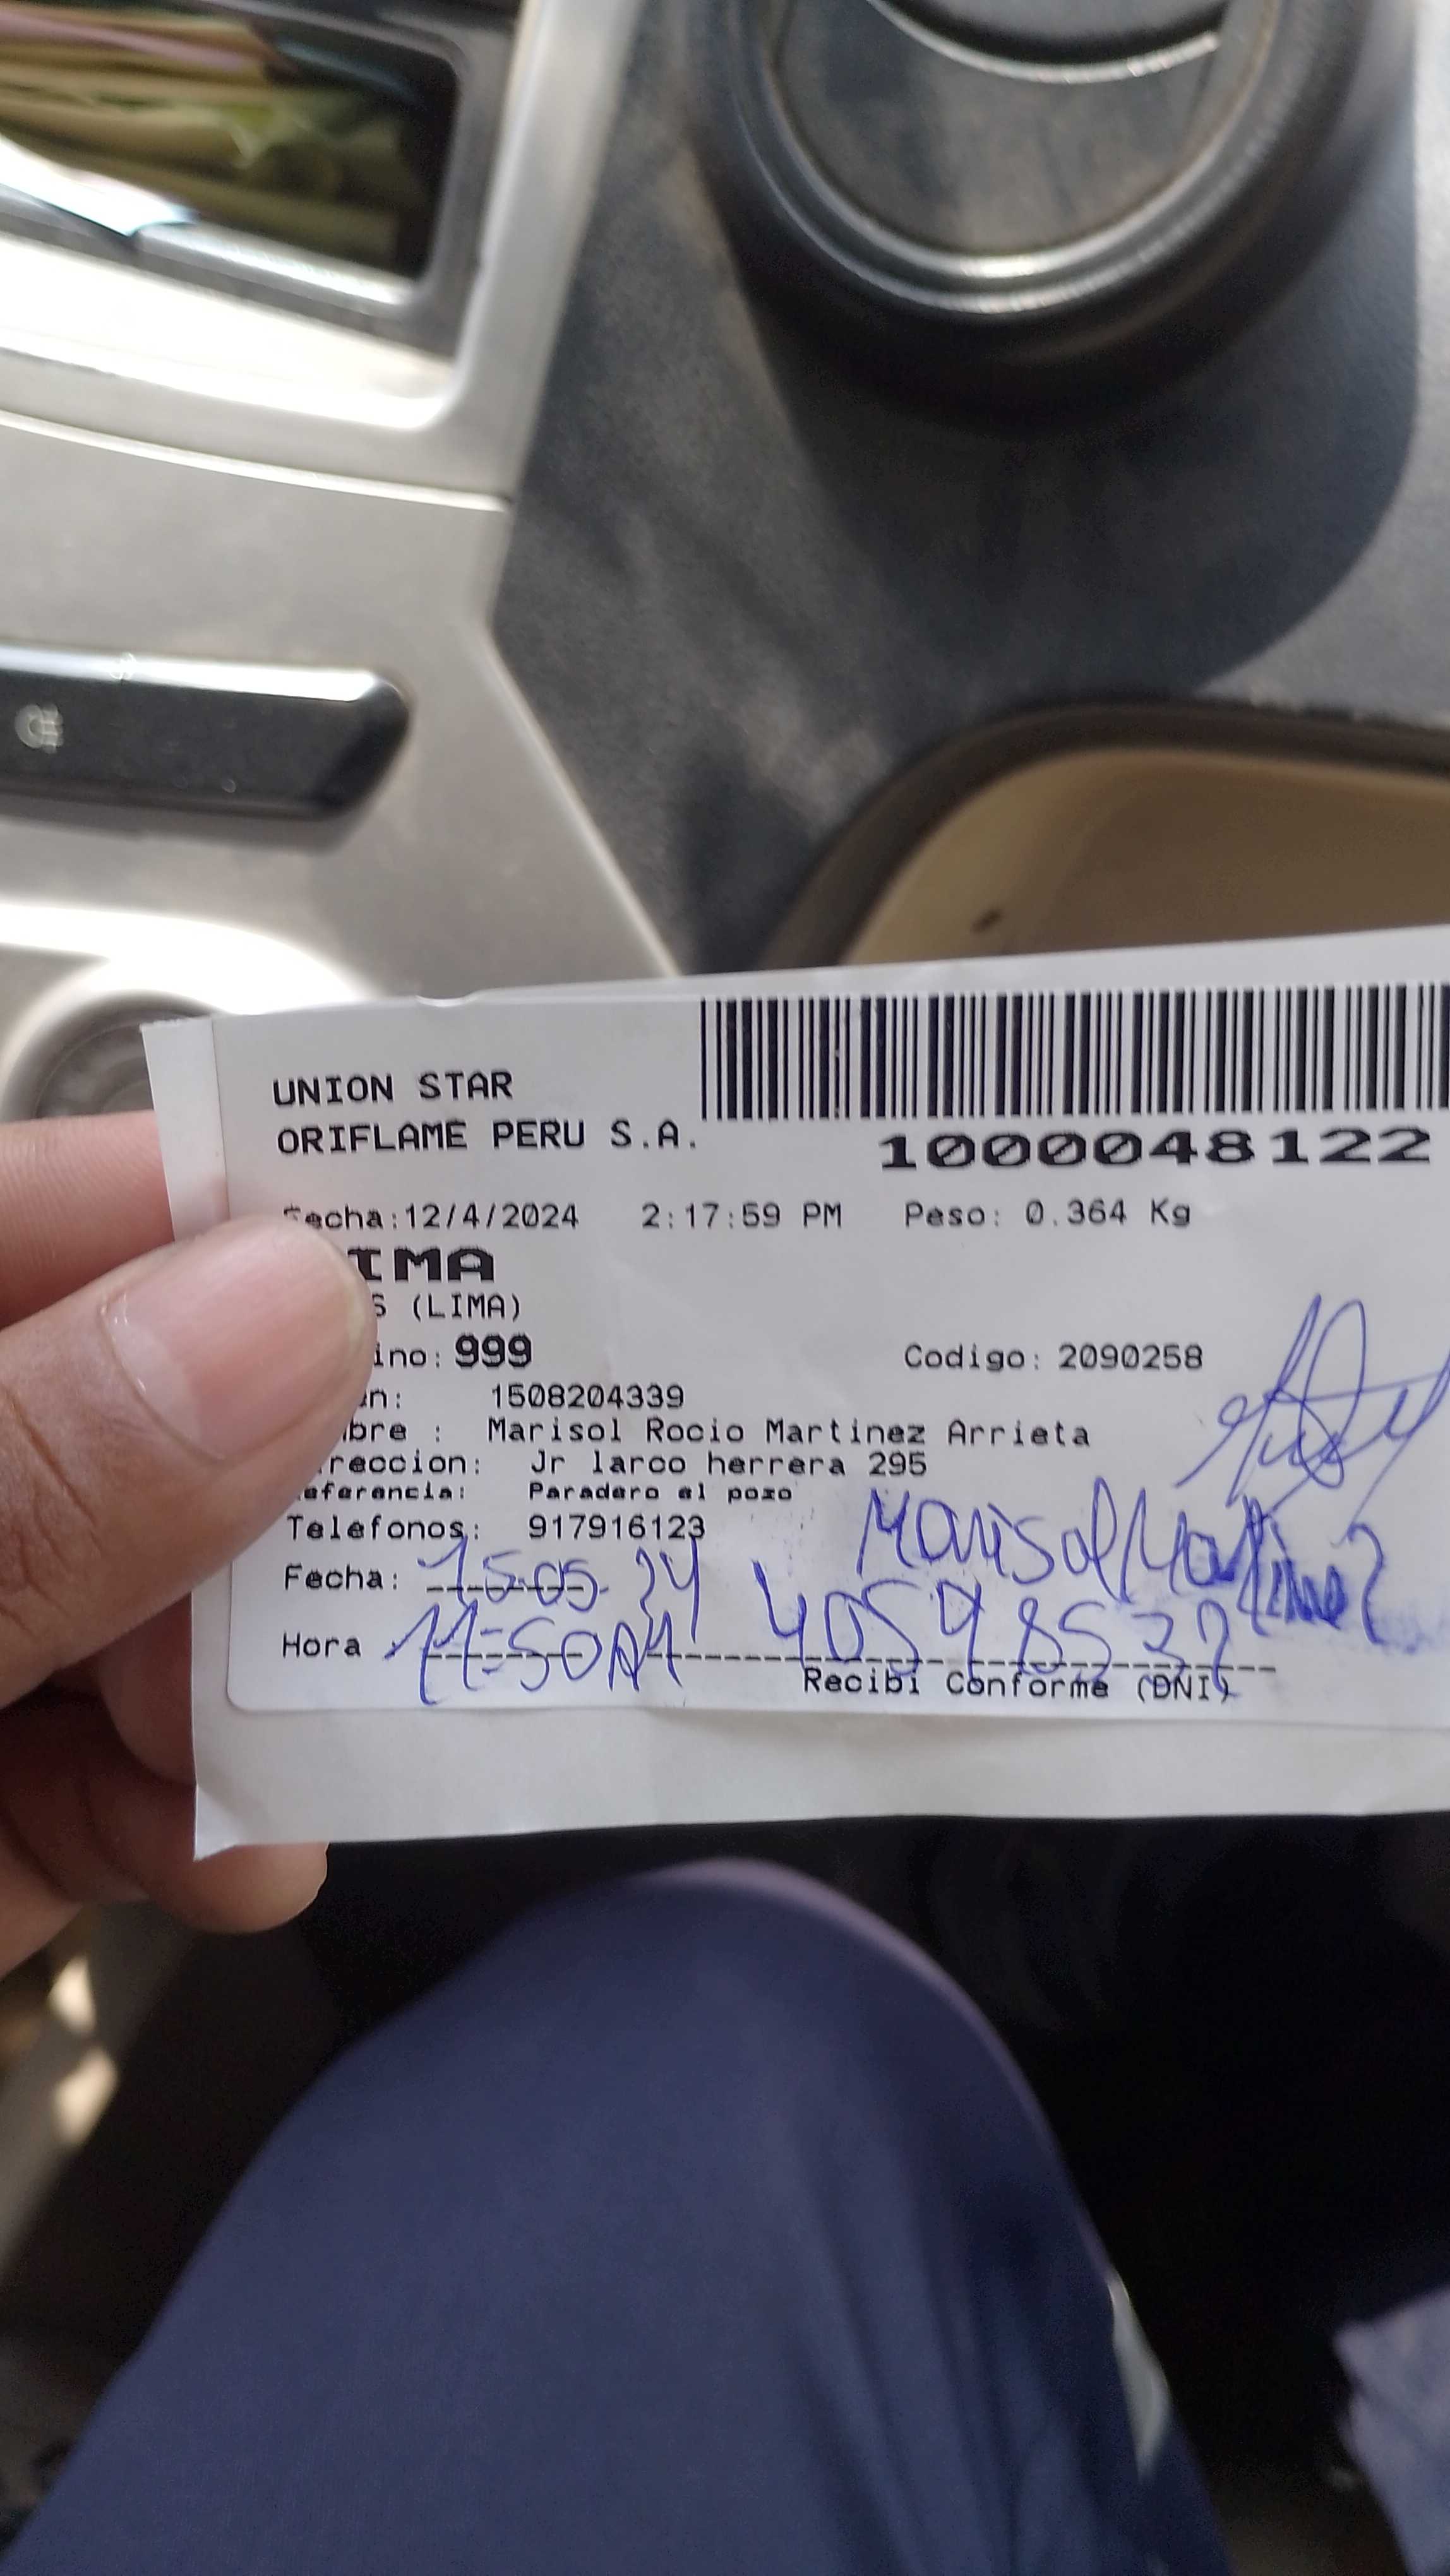 UNION STAR
ORIFLAME PERU S.A.
1000048122
Fecha:12/4/2024 2:17:59 PM Peso: 0.364 Kg
IMA
S (LIMA)
ino: 999 Codigo: 2090258
n: 1508204339
bre : Marisol Rocio Martinez Arrieta
reccion: Jr larco herrera 295
eferencia: Paradero el pozo
Telefonos: 917916123
Marisol Martinez
Fecha: 15.05.24
Hora 11:50AM
Recibi Conforme (DNI)